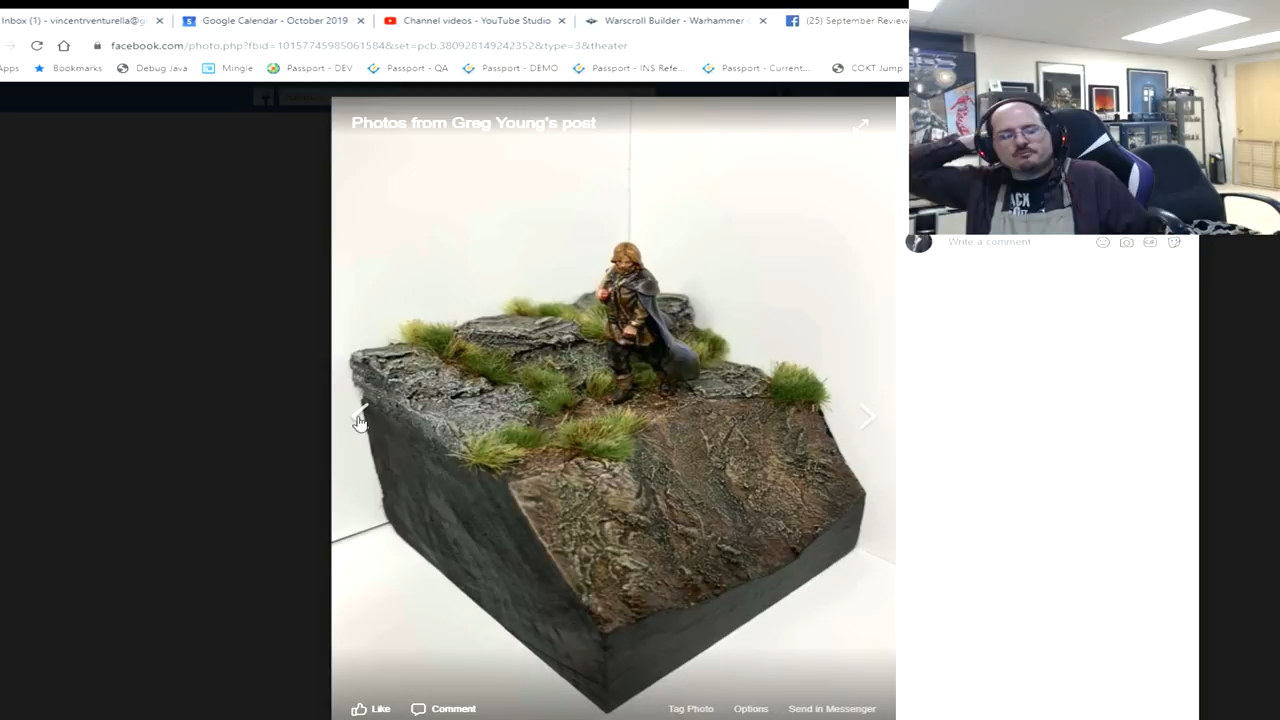 Inbox (1) - vincentrventurella@g
Google Calendar - October 2019
Channel videos - YouTube Studio
Warscroll Builder - Warhammer
(25) September Review
facebook.com/photo.php?fbid=10157745985061584&set=pcb.3809281492423528&type=3&theater
Apps
Bookmarks
Debug Java
Mingle
Passport - DEV
Passport - QA
Passport - DEMO
Passport - INS Refe...
Passport - Current...
COKT Jump
Photos from Greg Young's post
Write a comment
Like
Comment
Tag Photo
Options
Send in Messenger